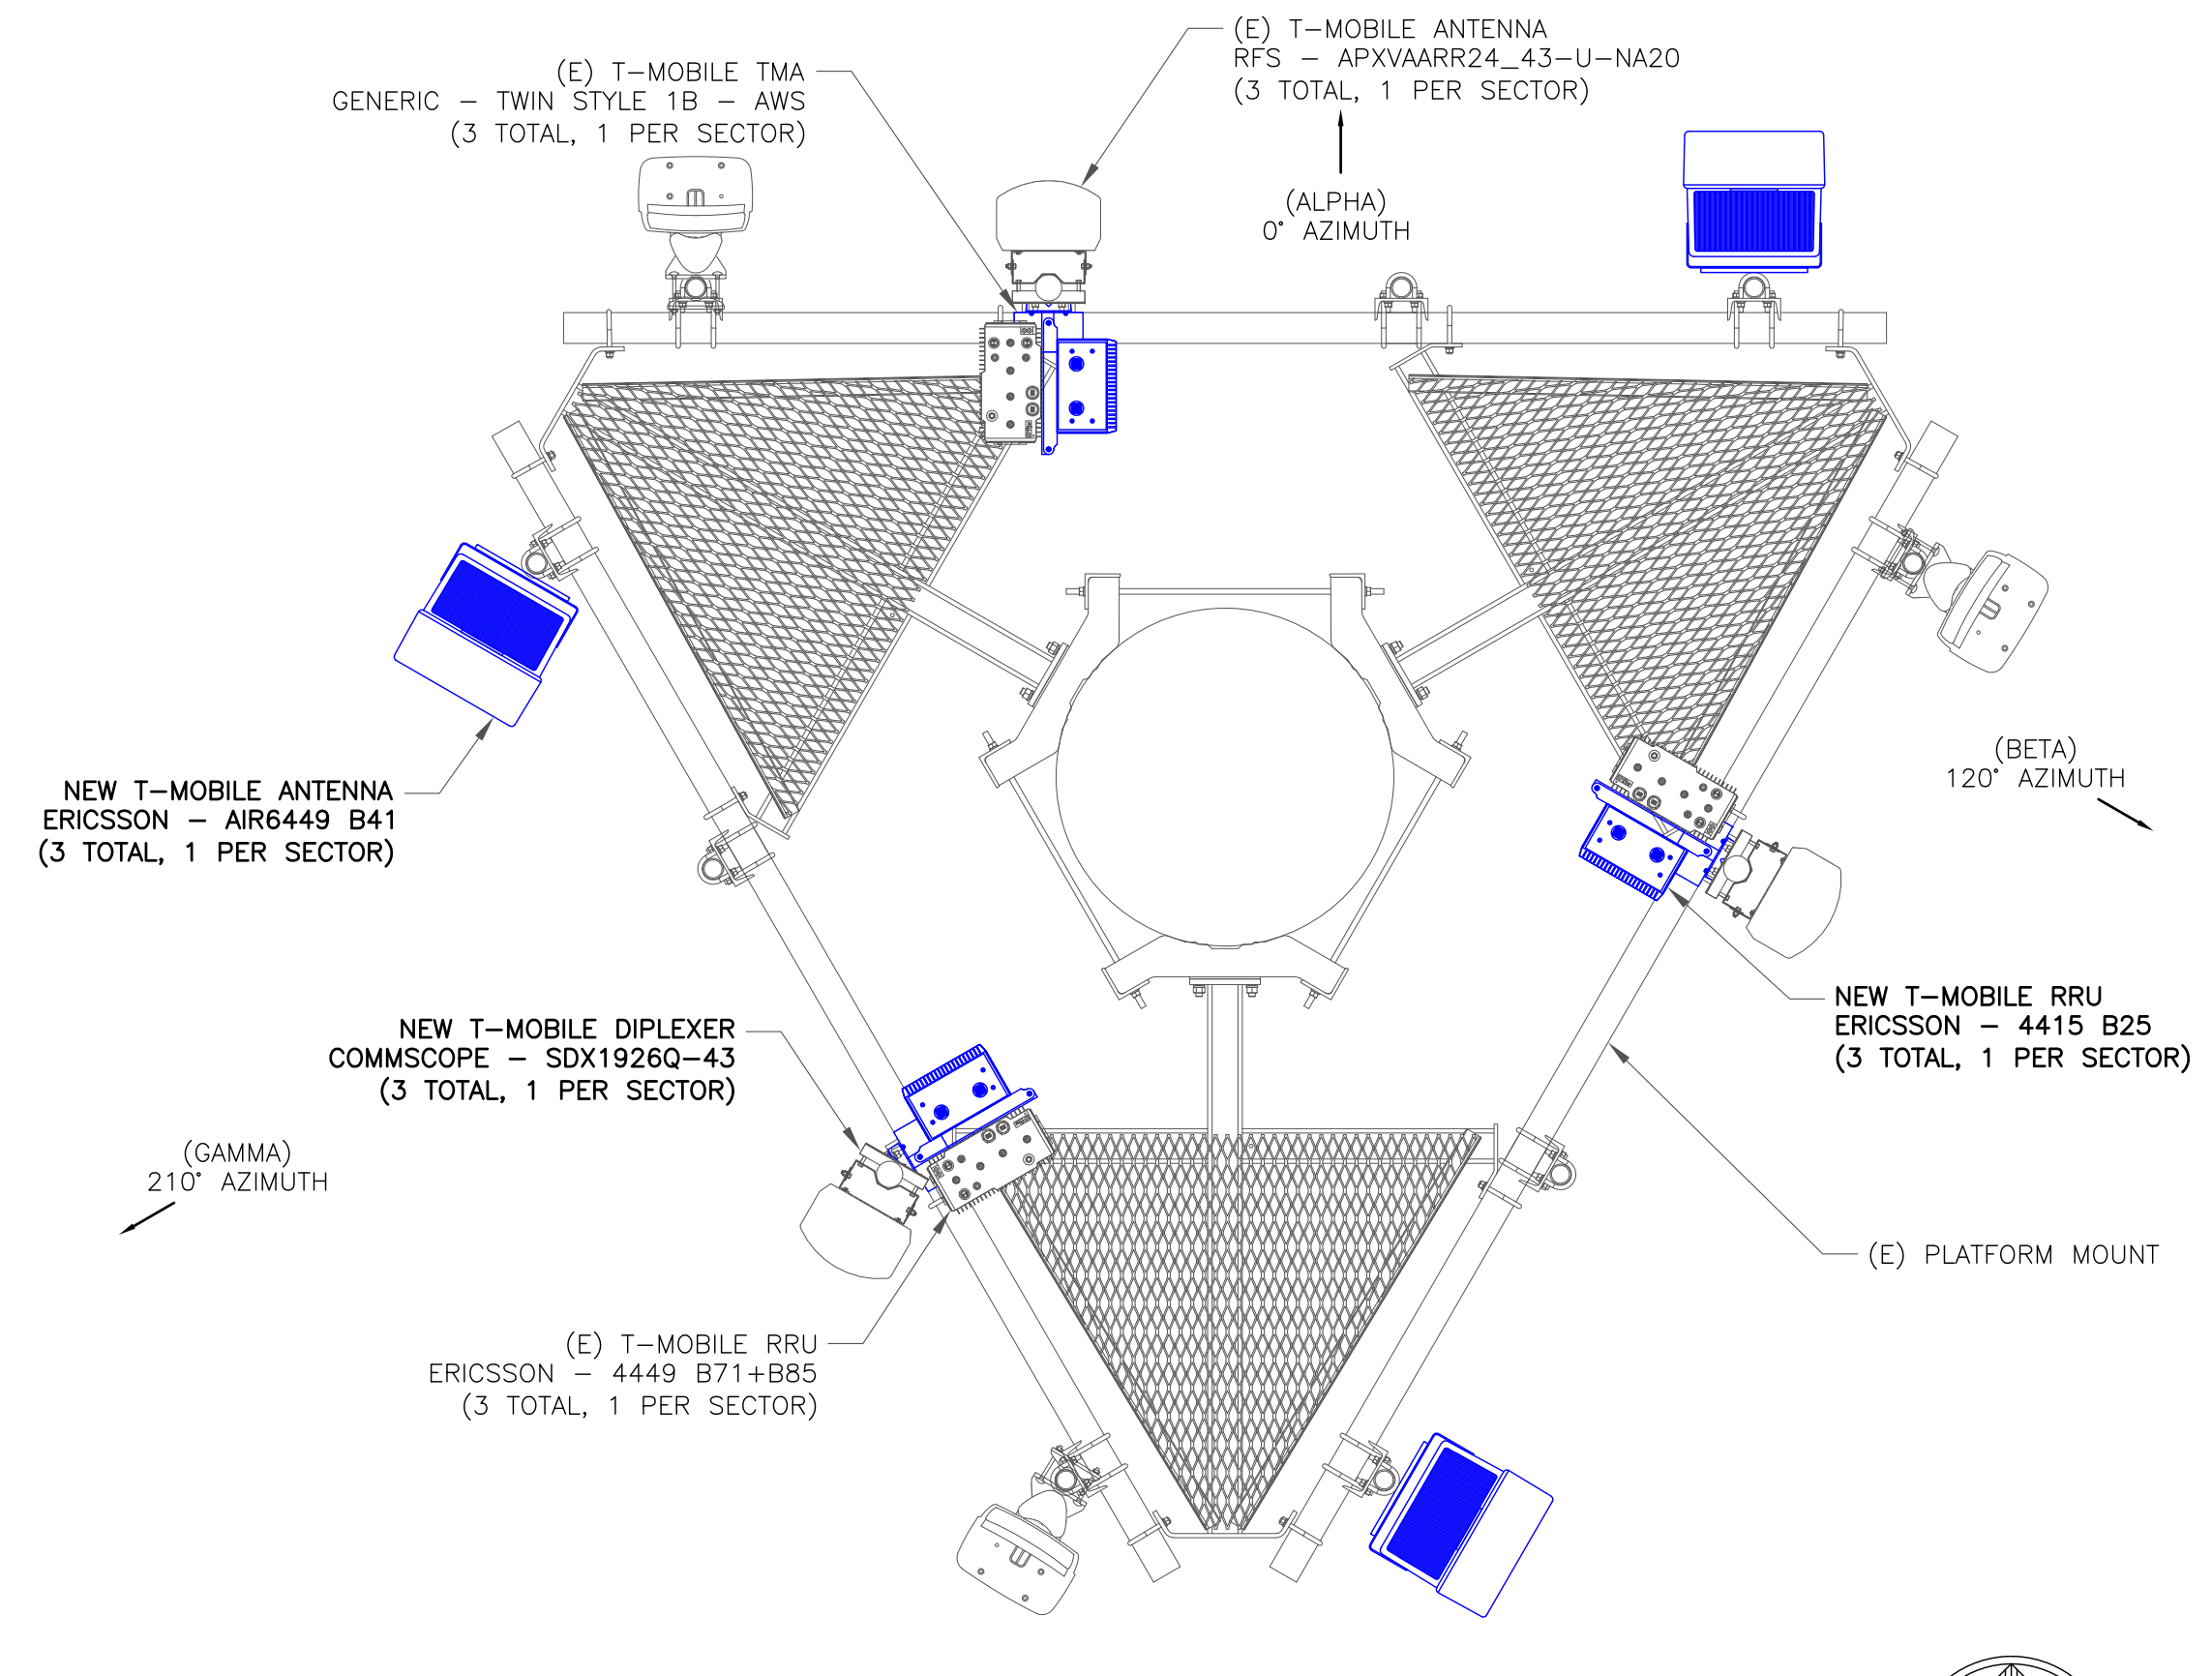 (E) T-MOBILE ANTENNA
RFS - APXVAARR24_43-U-NA20
(3 TOTAL, 1 PER SECTOR)
(E) T-MOBILE TMA
GENERIC - TWIN STYLE 1B - AWS
(3 TOTAL, 1 PER SECTOR)
(ALPHA)
0° AZIMUTH
(BETA)
120° AZIMUTH
NEW T-MOBILE ANTENNA
ERICSSON - AIR6449 B41
(3 TOTAL, 1 PER SECTOR)
NEW T-MOBILE RRU
ERICSSON - 4415 B25
(3 TOTAL, 1 PER SECTOR)
NEW T-MOBILE DIPLEXER
COMMSCOPE - SDX1926Q-43
(3 TOTAL, 1 PER SECTOR)
(GAMMA)
210° AZIMUTH
(E) PLATFORM MOUNT
(E) T-MOBILE RRU
ERICSSON - 4449 B71+B85
(3 TOTAL, 1 PER SECTOR)